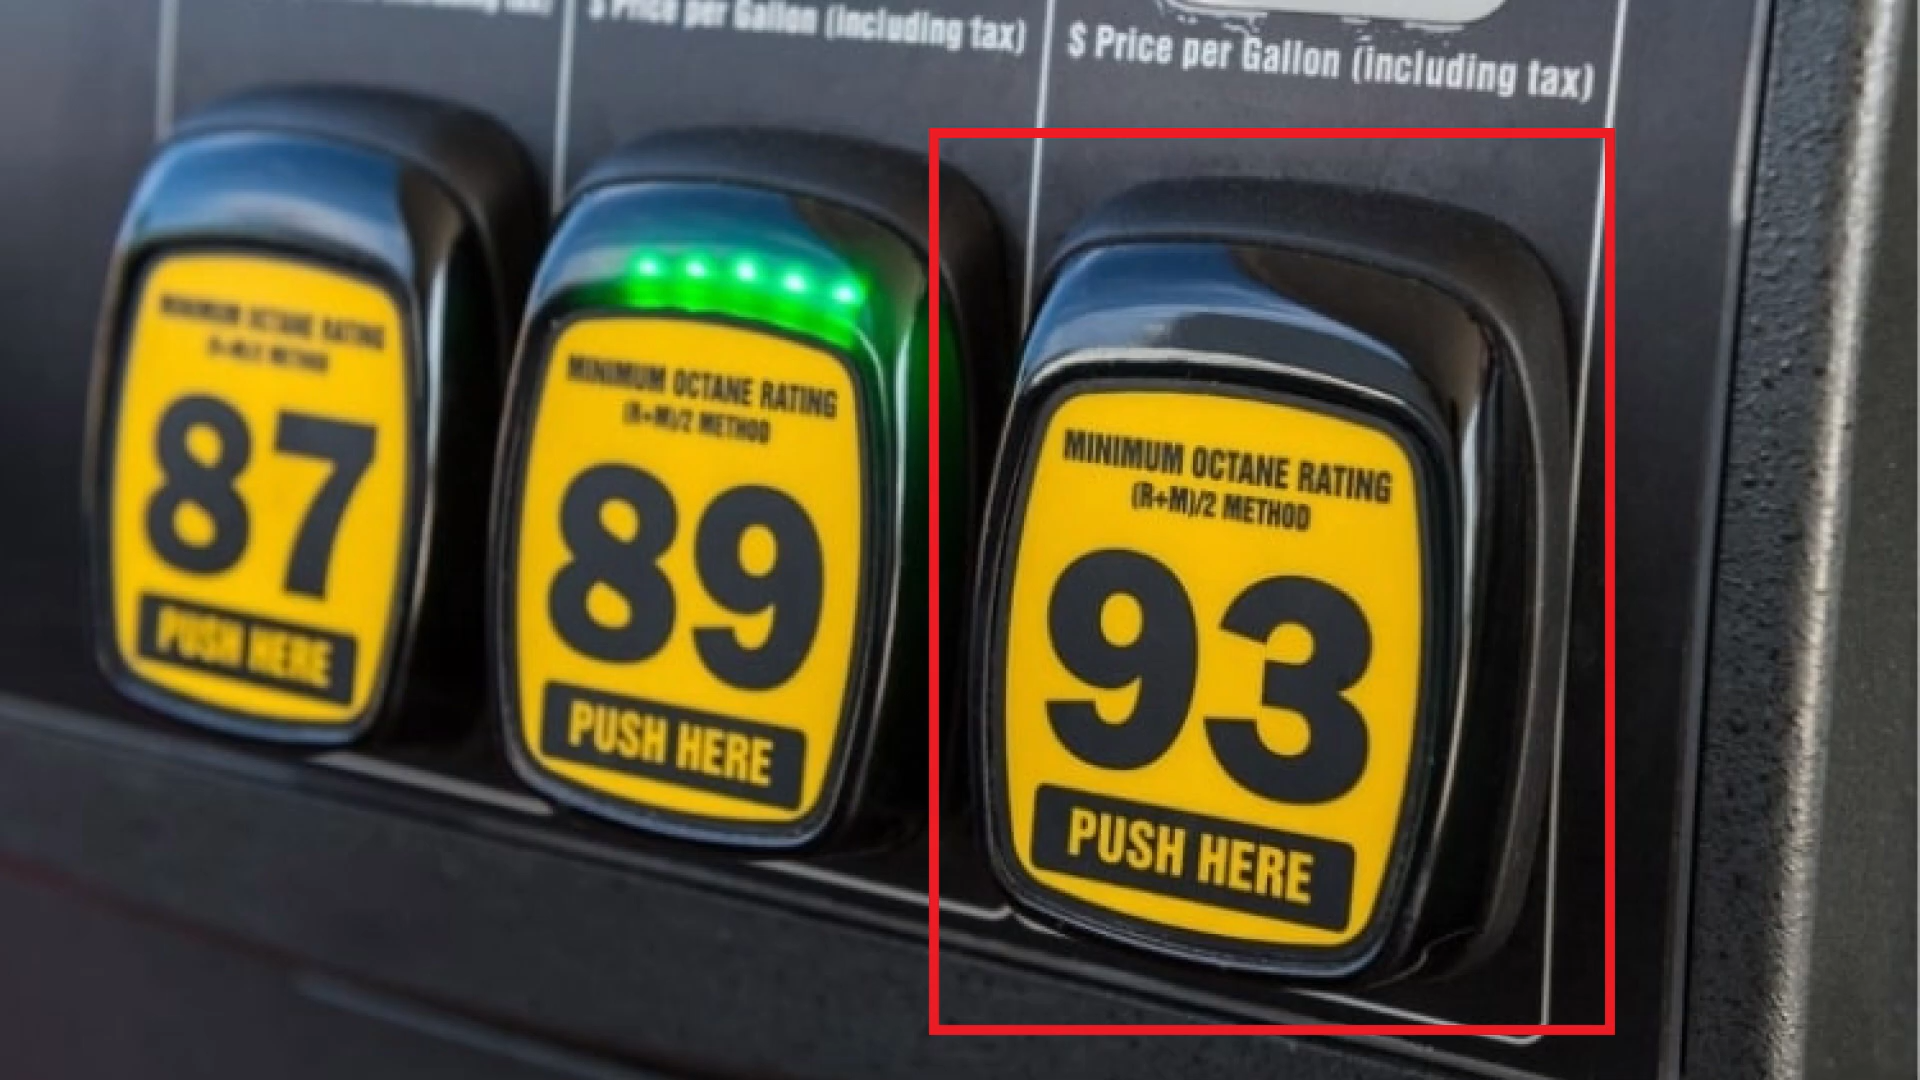 $ Price per Gallon (including tax)
$ Price per Gallon (including tax)
MINIMUM OCTANE RATING
(R+M)/2 METHOD
87
PUSH HERE
MINIMUM OCTANE RATING
(R+M)/2 METHOD
89
PUSH HERE
MINIMUM OCTANE RATING
(R+M)/2 METHOD
93
PUSH HERE